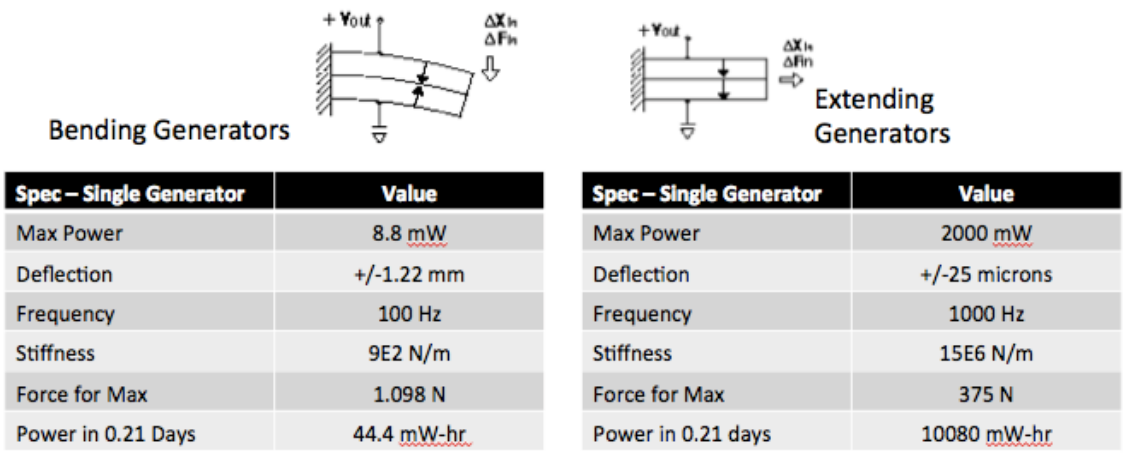 + Vout
ΔXin
ΔFin
Bending Generators
+Vout
ΔXin
ΔFin
Extending
Generators
Spec – Single Generator Value
Max Power 8.8 mW
Deflection +/-1.22 mm
Frequency 100 Hz
Stiffness 9E2 N/m
Force for Max 1.098 N
Power in 0.21 Days 44.4 mW-hr
Spec – Single Generator Value
Max Power 2000 mW
Deflection +/-25 microns
Frequency 1000 Hz
Stiffness 15E6 N/m
Force for Max 375 N
Power in 0.21 days 10080 mW-hr